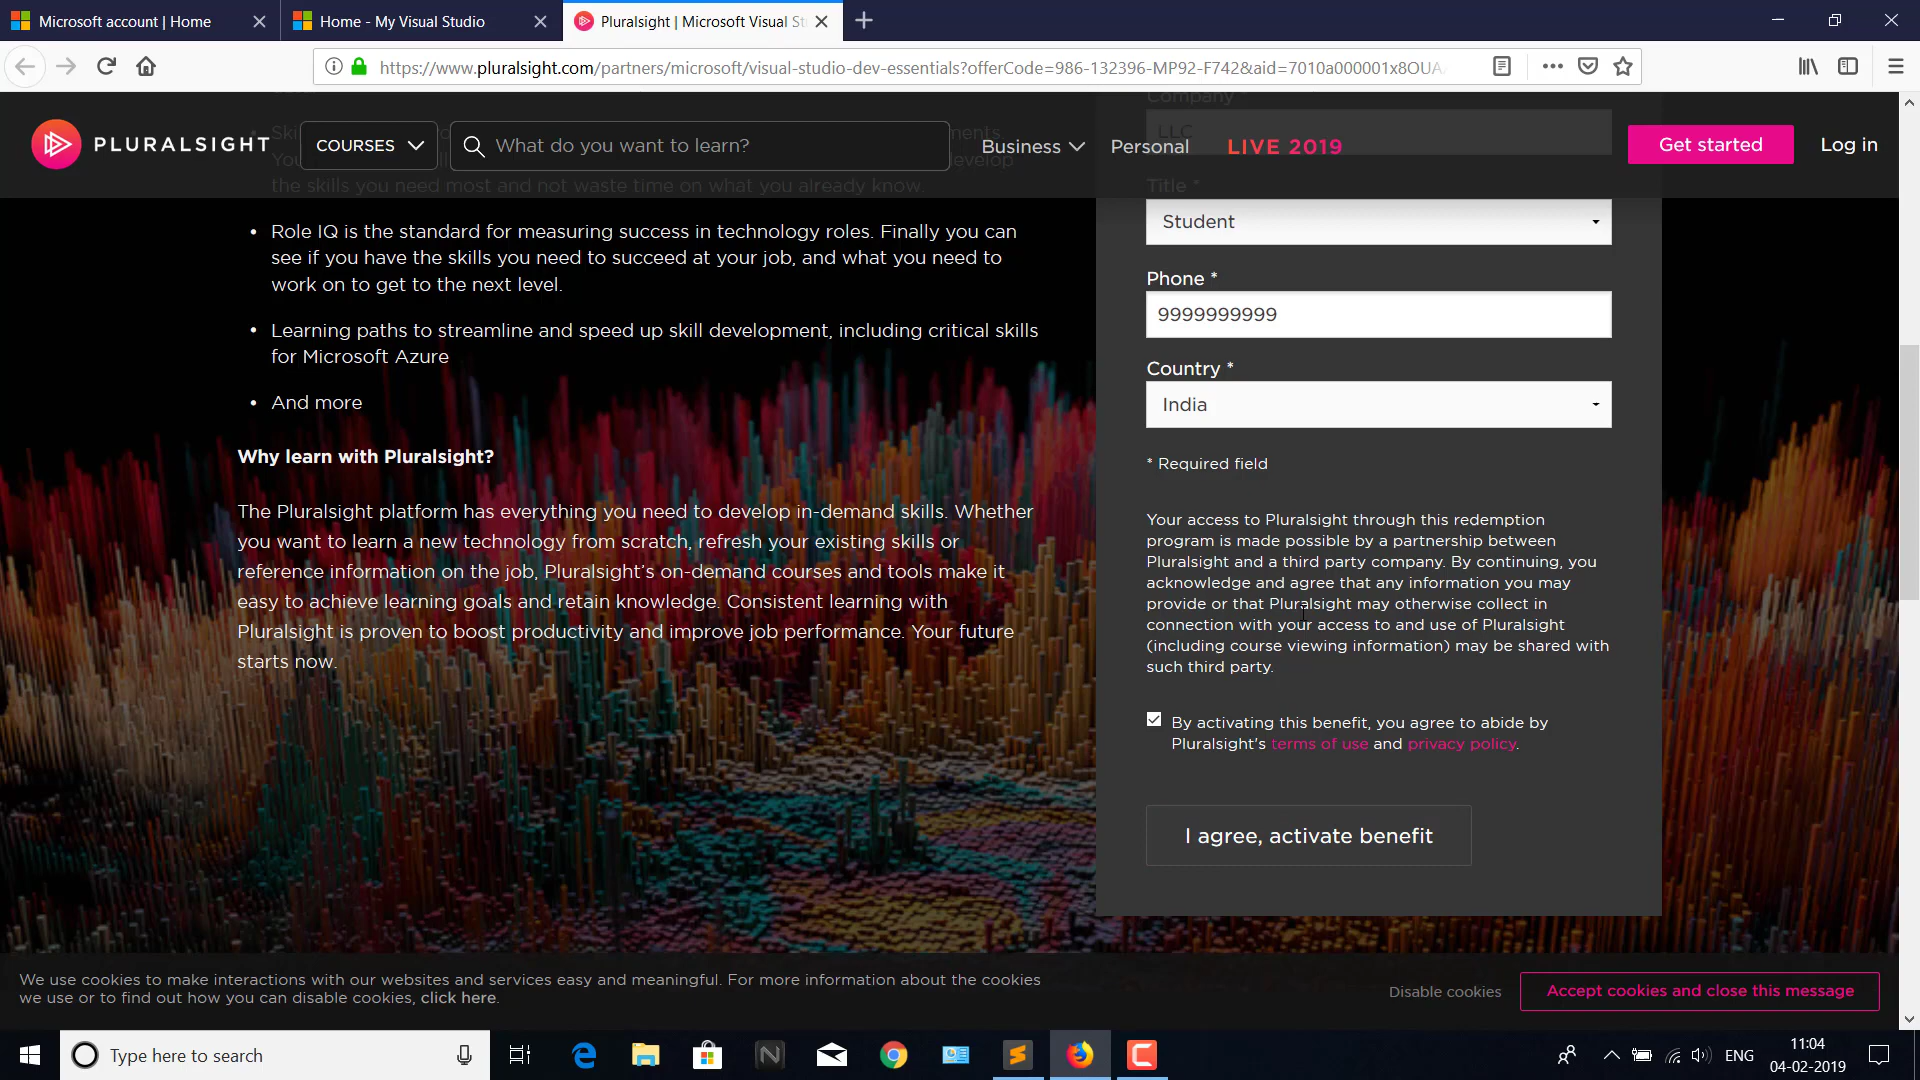 Microsoft account | Home
Home - My Visual Studio
Pluralsight | Microsoft Visual St
https://www.pluralsight.com/partners/microsoft/visual-studio-dev-essentials?offerCode=986-132396-MP92-F742&aid=7010a000001x8OUA
PLURALSIGHT
COURSES
What do you want to learn?
Business
Personal
LIVE 2019
Get started
Log in
the skills you need most and not waste time on what you already know.
• Role IQ is the standard for measuring success in technology roles. Finally you can
see if you have the skills you need to succeed at your job, and what you need to
work on to get to the next level.
• Learning paths to streamline and speed up skill development, including critical skills
for Microsoft Azure
• And more
Why learn with Pluralsight?
The Pluralsight platform has everything you need to develop in-demand skills. Whether
you want to learn a new technology from scratch, refresh your existing skills or
reference information on the job, Pluralsight's on-demand courses and tools make it
easy to achieve learning goals and retain knowledge. Consistent learning with
Pluralsight is proven to boost productivity and improve job performance. Your future
starts now.
Company
LLC
Title *
Student
Phone *
9999999999
Country *
India
* Required field
Your access to Pluralsight through this redemption
program is made possible by a partnership between
Pluralsight and a third party company. By continuing, you
acknowledge and agree that any information you may
provide or that Pluralsight may otherwise collect in
connection with your access to and use of Pluralsight
(including course viewing information) may be shared with
such third party.
By activating this benefit, you agree to abide by
Pluralsight's terms of use and privacy policy.
I agree, activate benefit
We use cookies to make interactions with our websites and services easy and meaningful. For more information about the cookies
we use or to find out how you can disable cookies, click here.
Disable cookies
Accept cookies and close this message
Type here to search
ENG
11:04
04-02-2019